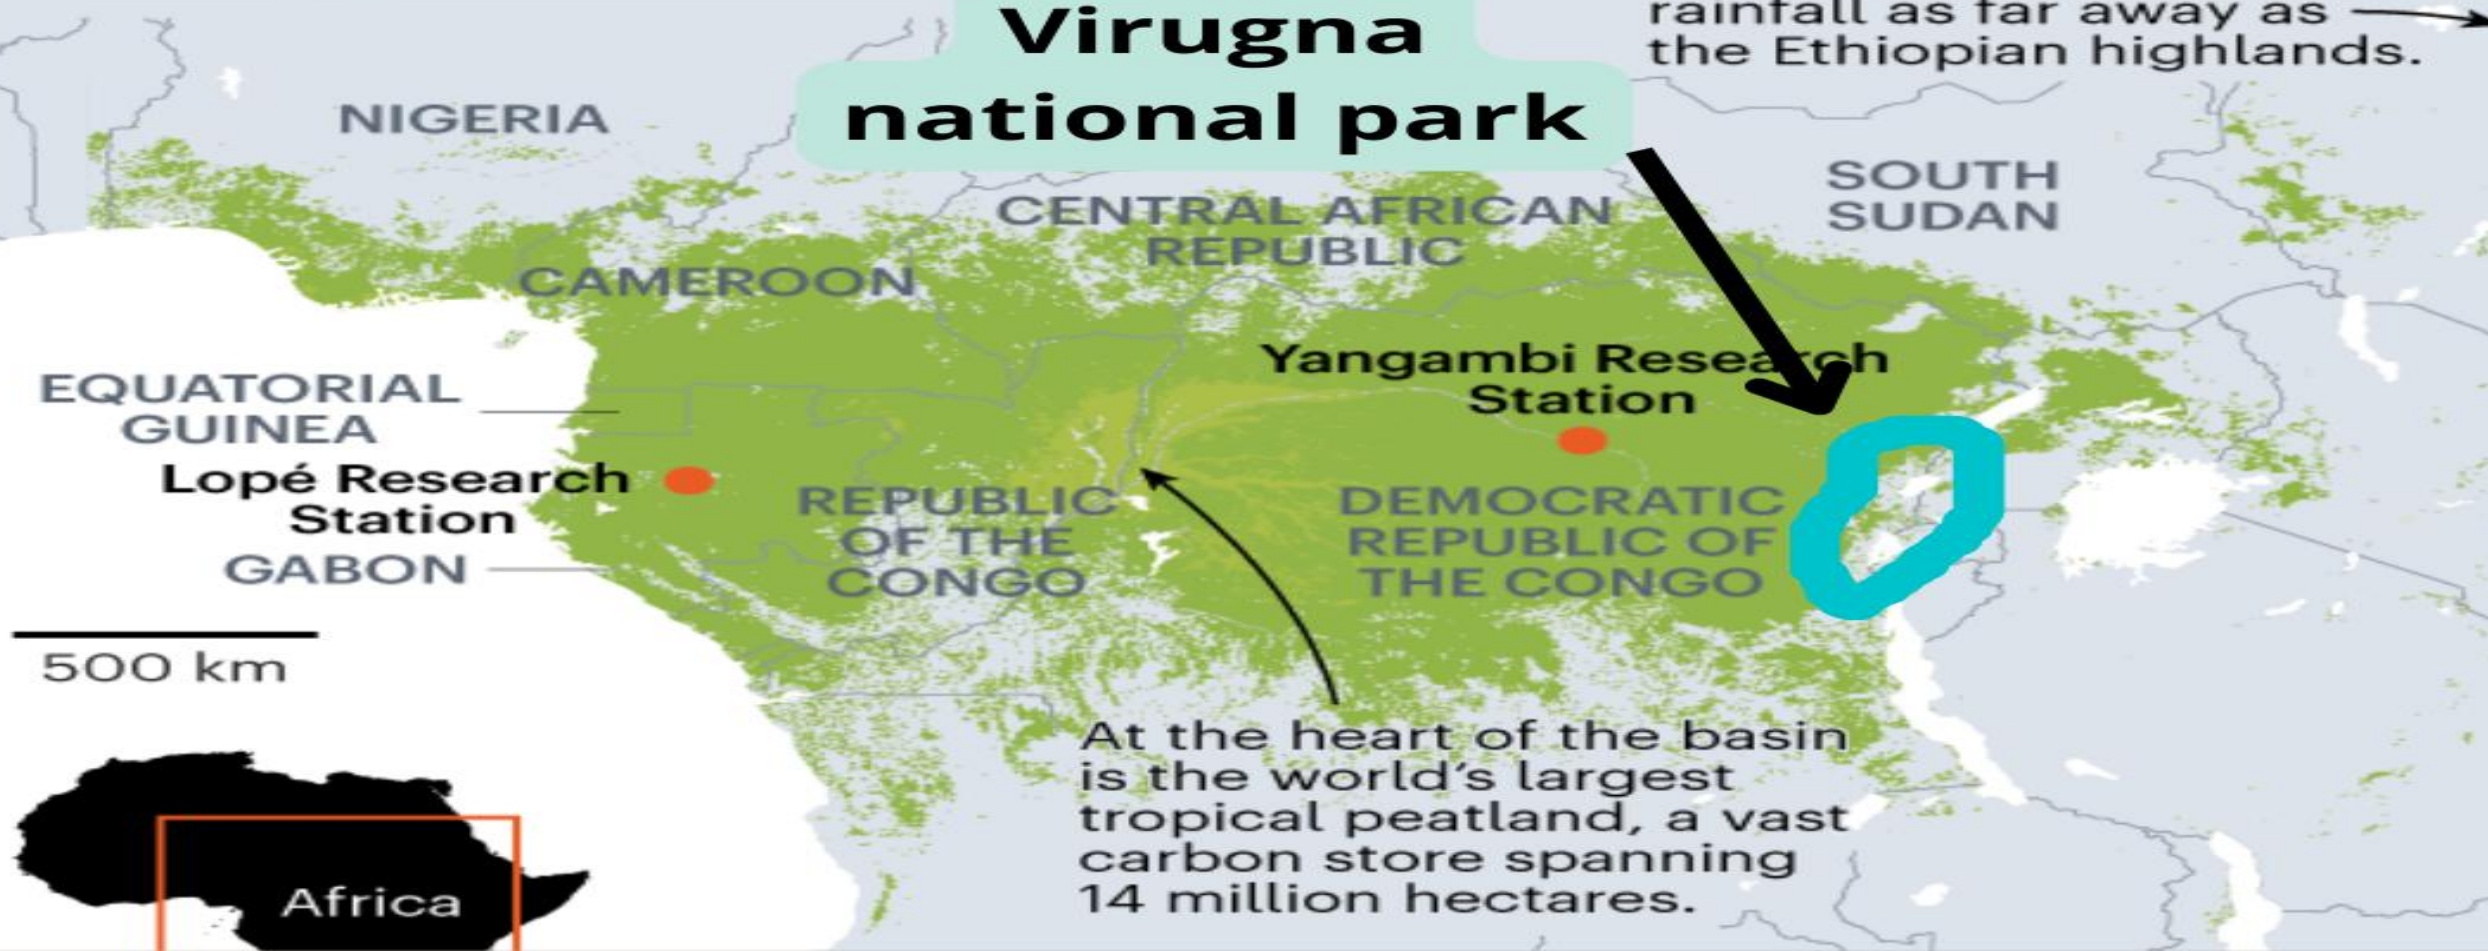 Virugna
national park
rainfall as far away as
the Ethiopian highlands.
NIGERIA
SOUTH
SUDAN
CENTRAL AFRICAN
REPUBLIC
CAMEROON
Yangambi Research
Station
EQUATORIAL
GUINEA
Lopé Research
Station
GABON
REPUBLIC
OF THE
CONGO
DEMOCRATIC
REPUBLIC OF
THE CONGO
500 km
At the heart of the basin
is the world's largest
tropical peatland, a vast
carbon store spanning
14 million hectares.
Africa